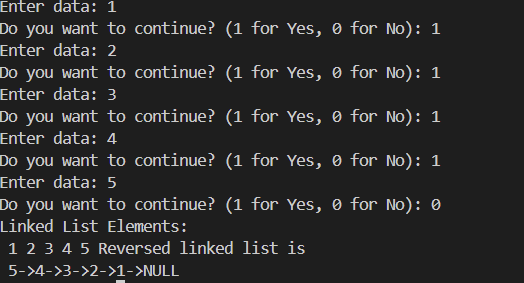 Enter data: 1
Do you want to continue? (1 for Yes, 0 for No): 1
Enter data: 2
Do you want to continue? (1 for Yes, 0 for No): 1
Enter data: 3
Do you want to continue? (1 for Yes, 0 for No): 1
Enter data: 4
Do you want to continue? (1 for Yes, 0 for No): 1
Enter data: 5
Do you want to continue? (1 for Yes, 0 for No): 0
Linked List Elements:
 1 2 3 4 5 Reversed linked list is
 5->4->3->2->1->NULL